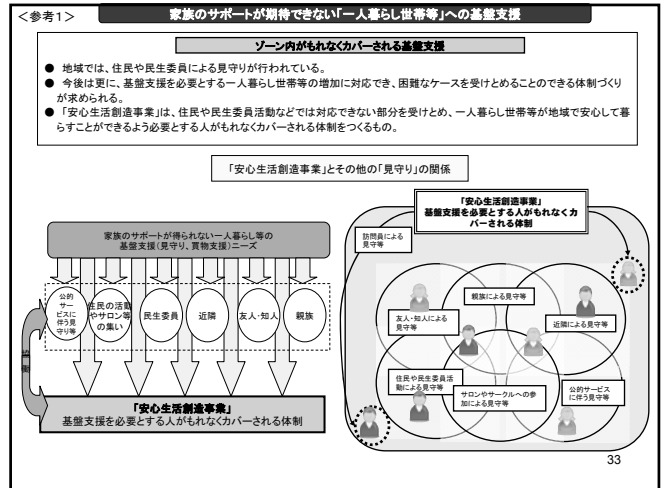 ＜参考１＞
家族のサポートが期待できない「一人暮らし世帯等」への基盤支援
ゾーン内がもれなくカバーされる基盤支援
● 地域では、住民や民生委員による見守りが行われている。
● 今後は更に、基盤支援を必要とする一人暮らし世帯等の増加に対応でき、困難なケースを受けとめることのできる体制づくり
が求められる。
● 「安心生活創造事業」は、住民や民生委員活動などでは対応できない部分を受けとめ、一人暮らし世帯等が地域で安心して暮
らすことができるよう必要とする人がもれなくカバーされる体制をつくるもの。
「安心生活創造事業」とその他の「見守り」の関係
家族のサポートが得られない一人暮らし等の
基盤支援（見守り、買物支援）ニーズ
公的
サー
ビスに
伴う見
守り等
住民の活動
やサロン等
の集い
民生委員
近隣
友人・知人
親族
「安心生活創造事業」
基盤支援を必要とする人がもれなくカバーされる体制
「安心生活創造事業」
基盤支援を必要とする人がもれなくカ
バーされる体制
訪問員による
見守等
親族による見守等
友人・知人による
見守等
近隣による見守等
住民や民生委員活
動による見守等
サロンやサークルへの参
加による見守等
公的サービス
に伴う見守等
33